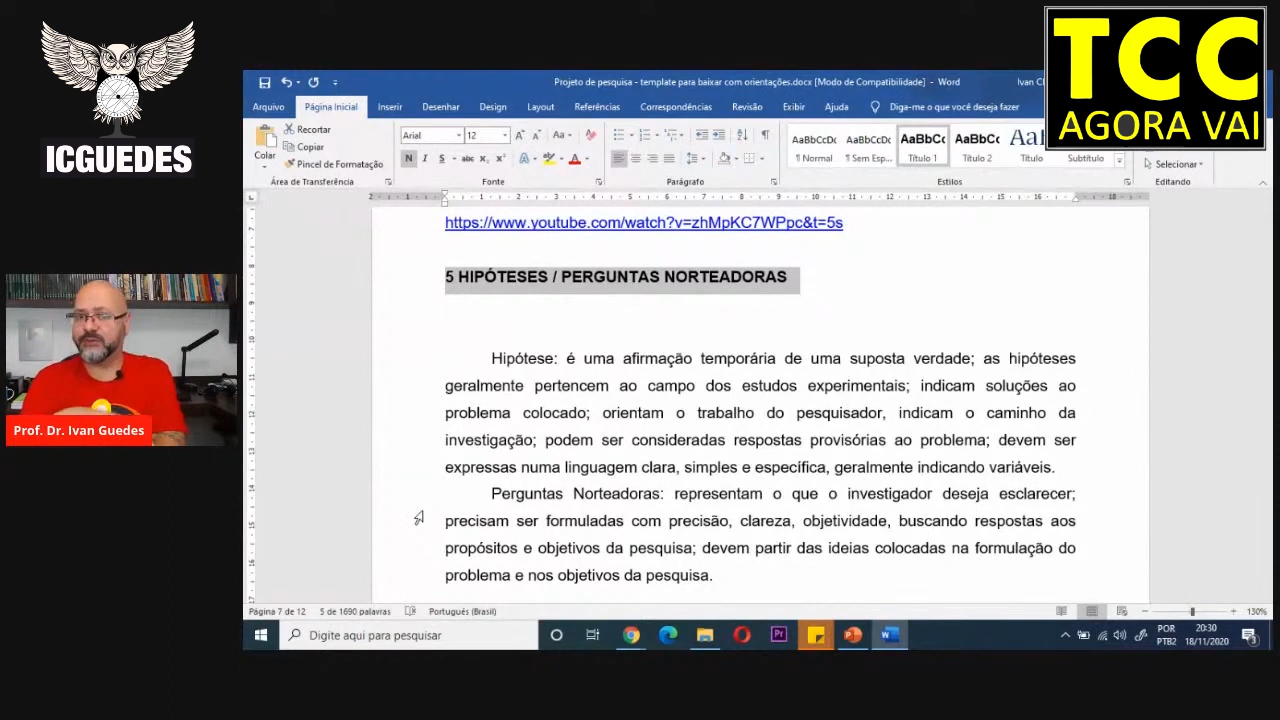 TCC
AGORA VAI
ICGUEDES
Prof. Dr. Ivan Guedes
Projeto de pesquisa - template para baixar com orientações.docx [Modo de Compatibilidade] - Word
Ivan C
Arquivo Página Inicial Inserir Desenhar Design Layout Referências Correspondências Revisão Exibir Ajuda Diga-me o que você deseja fazer
Colar
Recortar
Copiar
Pincel de Formatação
Área de Transferência
Arial 12
N I S abc x₂ x²
Fonte
Parágrafo
AaBbCcDc AaBbCcDc AaBbCc AaBbCc
¶ Normal ¶ Sem Esp... Título 1 Título 2 Título Subtítulo
Estilos
Selecionar
Editando
https://www.youtube.com/watch?v=zhMpKC7WPpc&t=5s
5 HIPÓTESES / PERGUNTAS NORTEADORAS
Hipótese: é uma afirmação temporária de uma suposta verdade; as hipóteses
geralmente pertencem ao campo dos estudos experimentais; indicam soluções ao
problema colocado; orientam o trabalho do pesquisador, indicam o caminho da
investigação; podem ser consideradas respostas provisórias ao problema; devem ser
expressas numa linguagem clara, simples e específica, geralmente indicando variáveis.
Perguntas Norteadoras: representam o que o investigador deseja esclarecer;
precisam ser formuladas com precisão, clareza, objetividade, buscando respostas aos
propósitos e objetivos da pesquisa; devem partir das ideias colocadas na formulação do
problema e nos objetivos da pesquisa.
Página 7 de 12 5 de 1690 palavras Português (Brasil) 130%
Digite aqui para pesquisar
POR
PTB2
20:30
18/11/2020